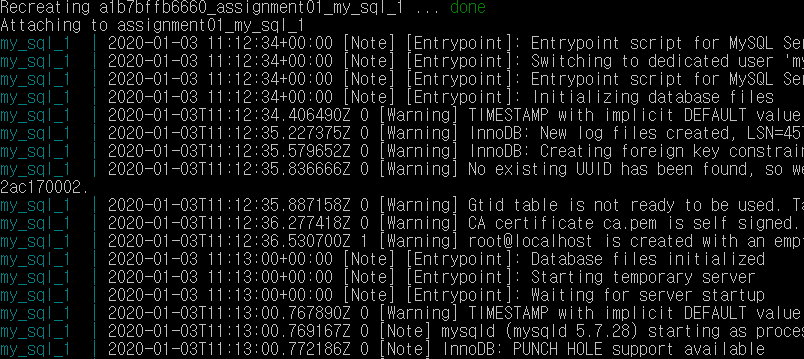 Recreating a1b7bffb6660_assignment01_my_sql_1 ... done
Attaching to assignment01_my_sql_1
my_sql_1 | 2020-01-03 11:12:34+00:00 [Note] [Entrypoint]: Entrypoint script for MySQL Ser
my_sql_1 | 2020-01-03 11:12:34+00:00 [Note] [Entrypoint]: Switching to dedicated user 'my
my_sql_1 | 2020-01-03 11:12:34+00:00 [Note] [Entrypoint]: Entrypoint script for MySQL Ser
my_sql_1 | 2020-01-03 11:12:34+00:00 [Note] [Entrypoint]: Initializing database files
my_sql_1 | 2020-01-03T11:12:34.406490Z 0 [Warning] TIMESTAMP with implicit DEFAULT value
my_sql_1 | 2020-01-03T11:12:35.227375Z 0 [Warning] InnoDB: New log files created, LSN=457
my_sql_1 | 2020-01-03T11:12:35.579652Z 0 [Warning] InnoDB: Creating foreign key constrain
my_sql_1 | 2020-01-03T11:12:35.836666Z 0 [Warning] No existing UUID has been found, so we
2ac170002.
my_sql_1 | 2020-01-03T11:12:35.887158Z 0 [Warning] Gtid table is not ready to be used. Ta
my_sql_1 | 2020-01-03T11:12:36.277418Z 0 [Warning] CA certificate ca.pem is self signed.
my_sql_1 | 2020-01-03T11:12:36.530700Z 1 [Warning] root@localhost is created with an empt
my_sql_1 | 2020-01-03 11:13:00+00:00 [Note] [Entrypoint]: Database files initialized
my_sql_1 | 2020-01-03 11:13:00+00:00 [Note] [Entrypoint]: Starting temporary server
my_sql_1 | 2020-01-03 11:13:00+00:00 [Note] [Entrypoint]: Waiting for server startup
my_sql_1 | 2020-01-03T11:13:00.767890Z 0 [Warning] TIMESTAMP with implicit DEFAULT value
my_sql_1 | 2020-01-03T11:13:00.769167Z 0 [Note] mysqld (mysqld 5.7.28) starting as proces
my_sql_1 | 2020-01-03T11:13:00.772186Z 0 [Note] InnoDB: PUNCH HOLE support available